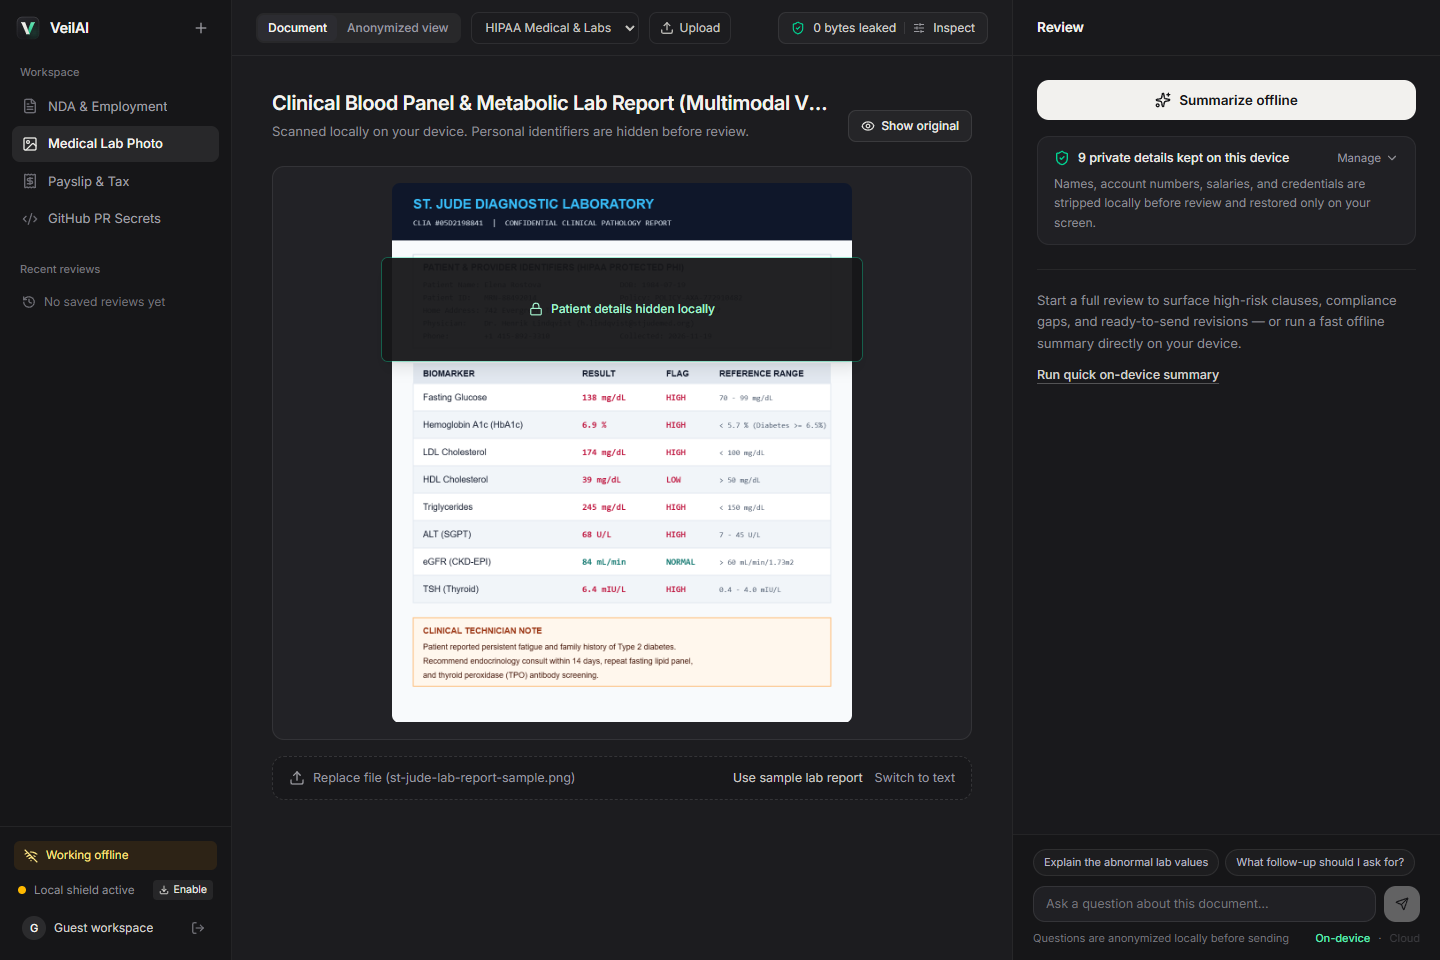 VeilAI
Workspace
NDA & Employment
Medical Lab Photo
Payslip & Tax
GitHub PR Secrets
Recent reviews
No saved reviews yet
Working offline
Local shield active
Enable
G
Guest workspace
Document
Anonymized view
HIPAA Medical & Labs
Upload
0 bytes leaked
Inspect
Clinical Blood Panel & Metabolic Lab Report (Multimodal V...
Scanned locally on your device. Personal identifiers are hidden before review.
Show original
ST. JUDE DIAGNOSTIC LABORATORY
CLIA #05D2198841 | CONFIDENTIAL CLINICAL PATHOLOGY REPORT
PATIENT & PROVIDER IDENTIFIERS (HIPAA PROTECTED PHI)
Patient details hidden locally
BIOMARKER RESULT FLAG REFERENCE RANGE
Fasting Glucose 138 mg/dL HIGH 70 - 99 mg/dL
Hemoglobin A1c (HbA1c) 6.9 % HIGH < 5.7 % (Diabetes >= 6.5%)
LDL Cholesterol 174 mg/dL HIGH < 100 mg/dL
HDL Cholesterol 39 mg/dL LOW > 50 mg/dL
Triglycerides 245 mg/dL HIGH < 150 mg/dL
ALT (SGPT) 68 U/L HIGH 7 - 45 U/L
eGFR (CKD-EPI) 84 mL/min NORMAL > 60 mL/min/1.73m2
TSH (Thyroid) 6.4 mIU/L HIGH 0.4 - 4.0 mIU/L
CLINICAL TECHNICIAN NOTE
Patient reported persistent fatigue and family history of Type 2 diabetes.
Recommend endocrinology consult within 14 days, repeat fasting lipid panel,
and thyroid peroxidase (TPO) antibody screening.
Replace file (st-jude-lab-report-sample.png)
Use sample lab report
Switch to text
Review
Summarize offline
9 private details kept on this device
Manage
Names, account numbers, salaries, and credentials are
stripped locally before review and restored only on your
screen.
Start a full review to surface high-risk clauses, compliance
gaps, and ready-to-send revisions — or run a fast offline
summary directly on your device.
Run quick on-device summary
Explain the abnormal lab values
What follow-up should I ask for?
Ask a question about this document...
Questions are anonymized locally before sending
On-device · Cloud